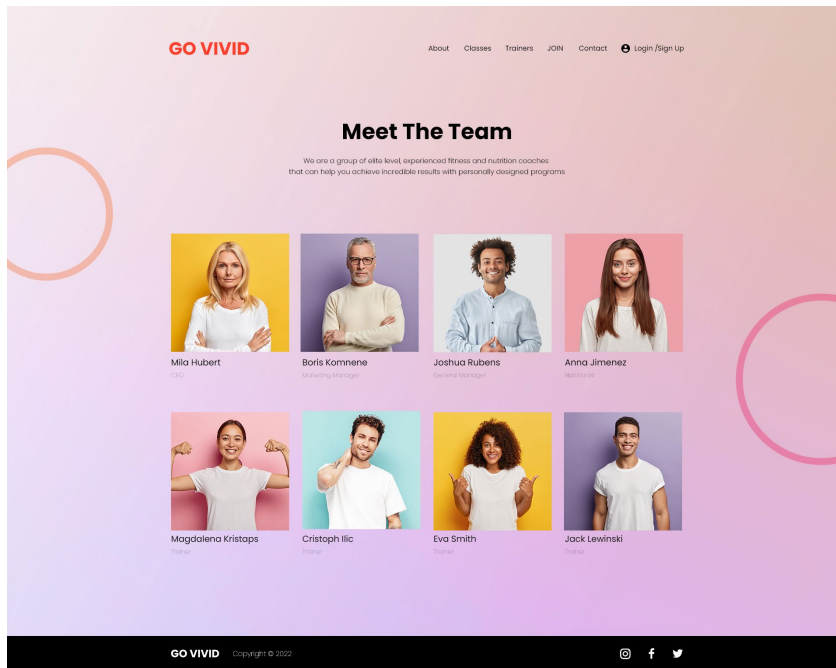 GO VIVID
About Classes Trainers JOIN Contact Login /Sign Up
Meet The Team
We are a group of elite level, experienced fitness and nutrition coaches
that can help you achieve incredible results with personally designed programs
Mila Hubert Boris Komnene Joshua Rubens Anna Jimenez
CEO Marketing Manager General Manager
Magdalena Kristaps Cristoph Ilic Eva Smith Jack Lewinski
Trainer Trainer Trainer Trainer
GO VIVID Copyright © 2022